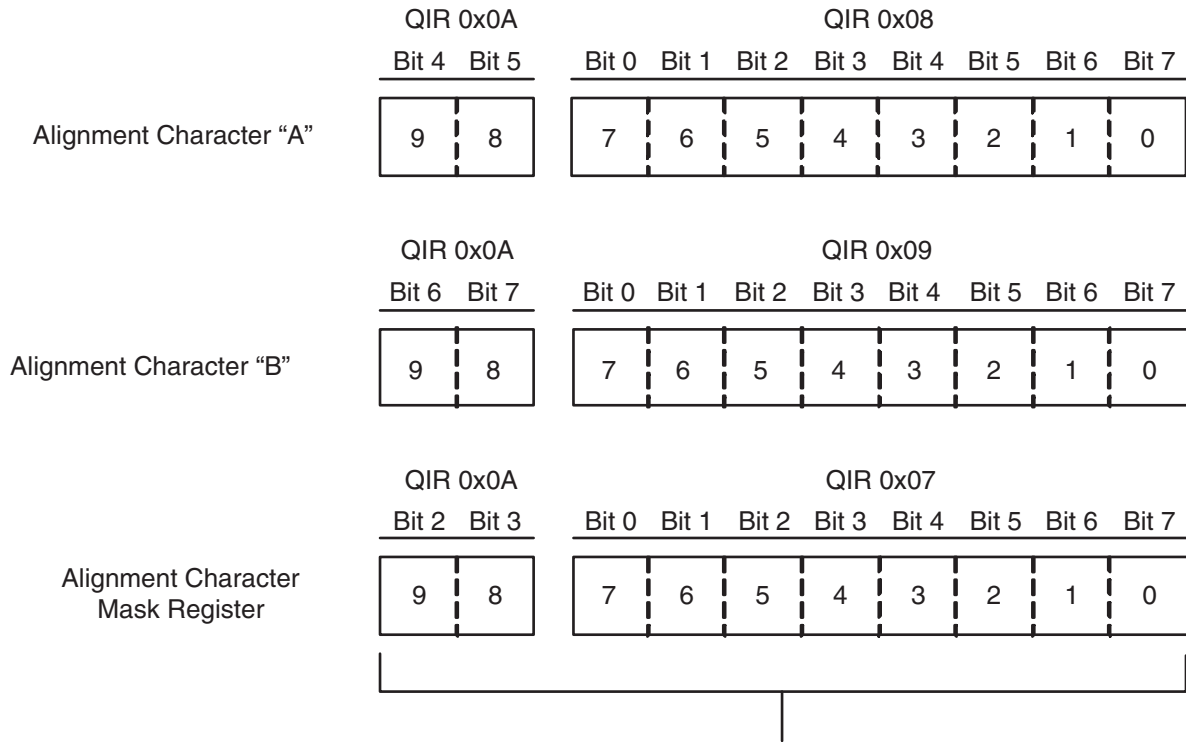 QIR 0x0A QIR 0x08
Bit 4 Bit 5 Bit 0 Bit 1 Bit 2 Bit 3 Bit 4 Bit 5 Bit 6 Bit 7
Alignment Character “A” 9 8 7 6 5 4 3 2 1 0
QIR 0x0A QIR 0x09
Bit 6 Bit 7 Bit 0 Bit 1 Bit 2 Bit 3 Bit 4 Bit 5 Bit 6 Bit 7
Alignment Character “B” 9 8 7 6 5 4 3 2 1 0
QIR 0x0A QIR 0x07
Bit 2 Bit 3 Bit 0 Bit 1 Bit 2 Bit 3 Bit 4 Bit 5 Bit 6 Bit 7
Alignment Character
Mask Register 9 8 7 6 5 4 3 2 1 0